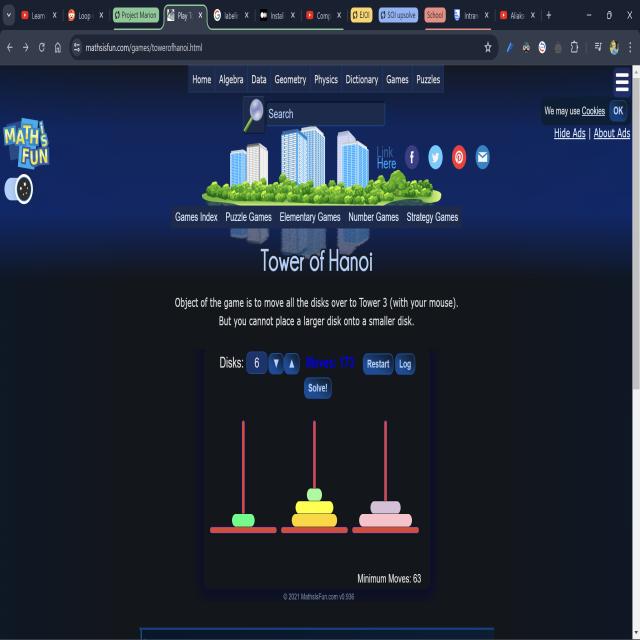 Learn
Loop
Project Marion
Play T
labeli
Instal
Comp
EJOI
SOI upsolve
School
Intran
Aliaks
mathsisfun.com/games/towerofhanoi.html
Home Algebra Data Geometry Physics Dictionary Games Puzzles
Search
We may use Cookies OK
Hide Ads | About Ads
MATH'S
FUN
Link
Here
Games Index Puzzle Games Elementary Games Number Games Strategy Games
Tower of Hanoi
Object of the game is to move all the disks over to Tower 3 (with your mouse).
But you cannot place a larger disk onto a smaller disk.
Disks: 6 ▼ ▲ Moves: 173 Restart Log
Solve!
Minimum Moves: 63
© 2021 MathsIsFun.com v0.936